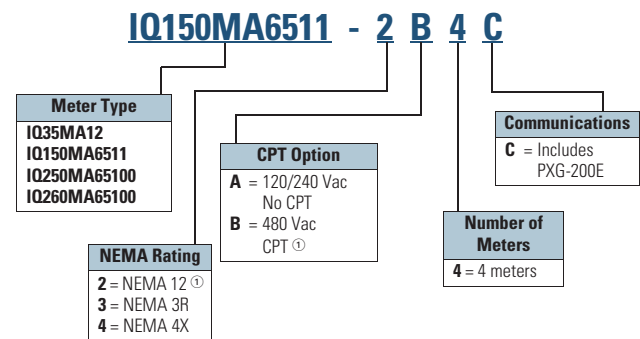 IQ150MA6511 - 2 B 4 C
Meter Type
IQ35MA12
IQ150MA6511
IQ250MA65100
IQ260MA65100
NEMA Rating
2 = NEMA 12 ①
3 = NEMA 3R
4 = NEMA 4X
CPT Option
A = 120/240 Vac
No CPT
B = 480 Vac
CPT ①
Number of
Meters
4 = 4 meters
Communications
C = Includes
PXG-200E